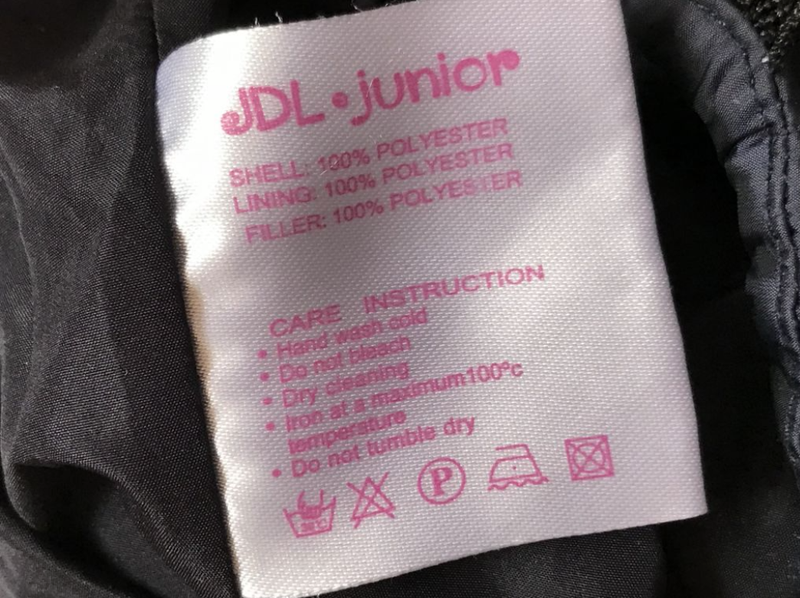 JDL • junior
SHELL: 100% POLYESTER
LINING: 100% POLYESTER
FILLER: 100% POLYESTER
CARE INSTRUCTION
• Hand wash cold
• Do not bleach
• Dry cleaning
• Iron at a maximum100°c
temperature
• Do not tumble dry
P